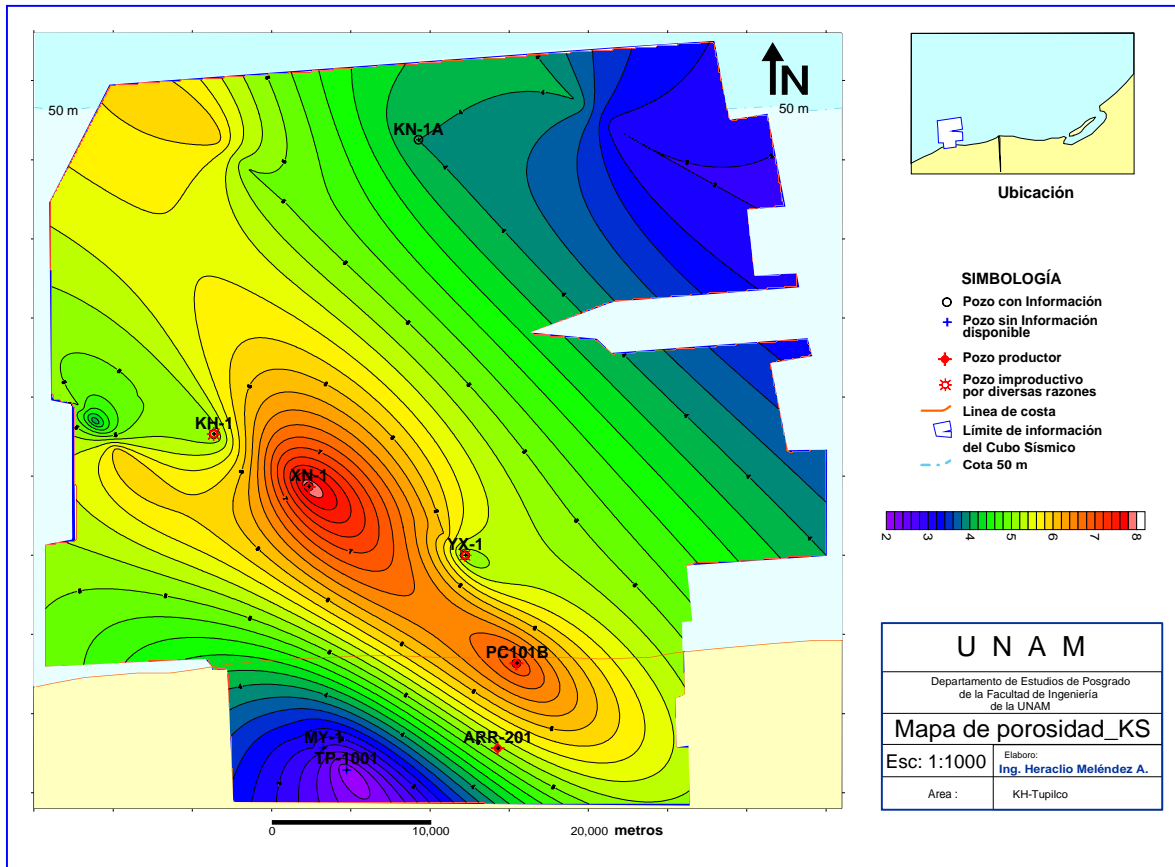 50 m
N
50 m
KN-1A
KH-1
XN-1
YX-1
PC101B
MY-1
TP-1001
ARR-201
0
10,000
20,000 metros
Ubicación
SIMBOLOGÍA
Pozo con Información
Pozo sin Información
disponible
Pozo productor
Pozo improductivo
por diversas razones
Linea de costa
Límite de información
del Cubo Sísmico
Cota 50 m
2 3 4 5 6 7 8
U N A M
Departamento de Estudios de Posgrado
de la Facultad de Ingeniería
de la UNAM
Mapa de porosidad_KS
Esc: 1:1000
Elaboro:
Ing. Heraclio Meléndez A.
Area :
KH-Tupilco